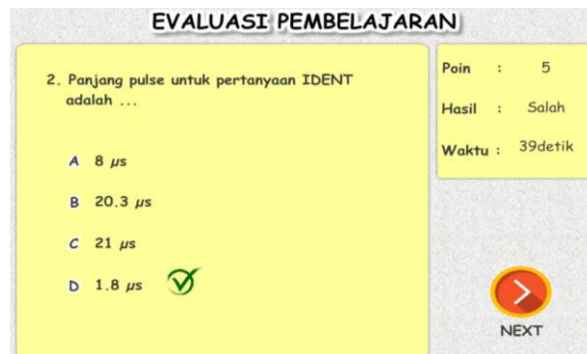 EVALUASI PEMBELAJARAN
2. Panjang pulse untuk pertanyaan IDENT
adalah ...
A 8 μs
B 20.3 μs
C 21 μs
D 1.8 μs
Poin : 5
Hasil : Salah
Waktu : 39detik
NEXT